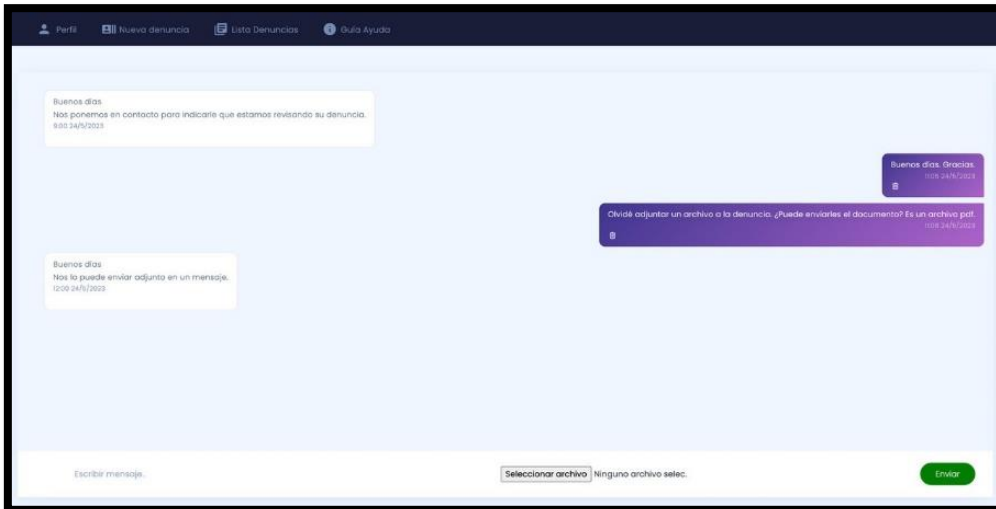 Perfil Nueva denuncia Lista Denuncias Guía Ayuda
Buenos días
Nos ponemos en contacto para indicarle que estamos revisando su denuncia.
9:00 24/5/2023
Buenos días. Gracias.
11:05 24/5/2023
Olvidé adjuntar un archivo a la denuncia. ¿Puede enviarles el documento? Es un archivo pdf.
11:06 24/5/2023
Buenos días
Nos lo puede enviar adjunto en un mensaje.
12:00 24/5/2023
Escribir mensaje..
Seleccionar archivo Ninguno archivo selec.
Enviar